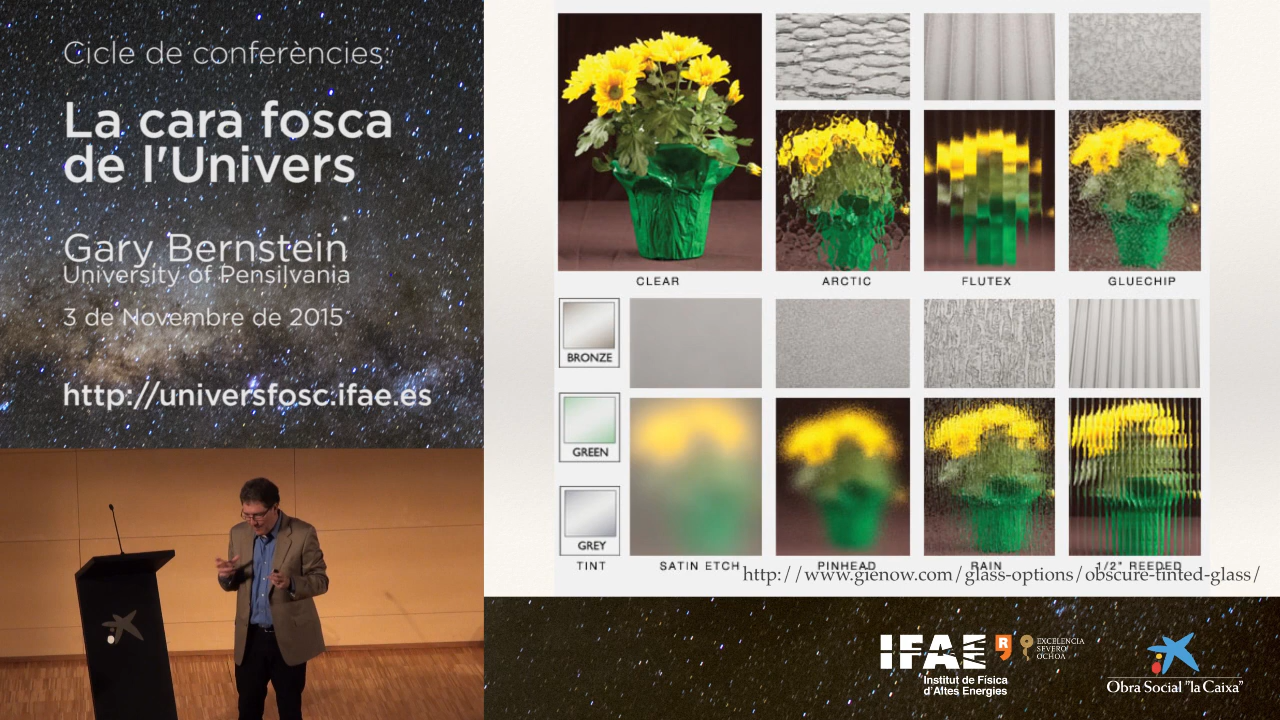 Cicle de conferències:
La cara fosca
de l'Univers
Gary Bernstein
University of Pensilvania
3 de Novembre de 2015
http://universfosc.ifae.es
CLEAR
ARCTIC
FLUTEX
GLUECHIP
BRONZE
GREEN
GREY
TINT
SATIN ETCH
PINHEAD
RAIN
1/2" REEDED
http://www.gienow.com/glass-options/obscure-tinted-glass/
IFAE
Institut de Física
d'Altes Energies
R
EXCELENCIA
SEVERO
OCHOA
Obra Social "la Caixa"